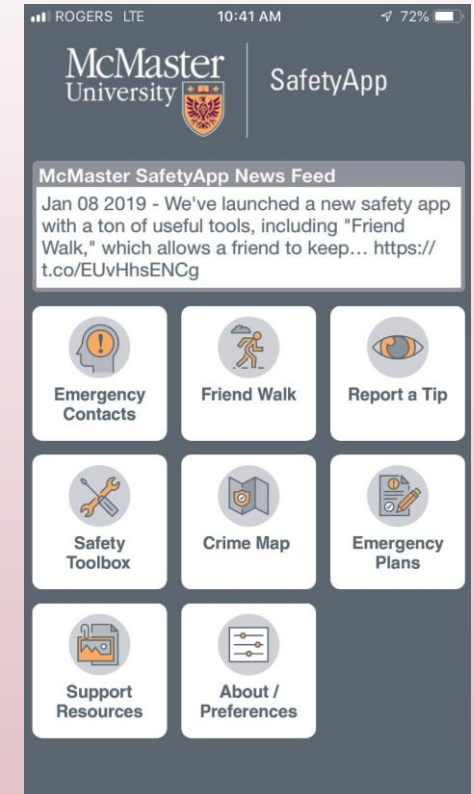 ROGERS LTE 10:41 AM 72%
McMaster
University
SafetyApp
McMaster SafetyApp News Feed
Jan 08 2019 - We've launched a new safety app
with a ton of useful tools, including "Friend
Walk," which allows a friend to keep... https://
t.co/EUvHhsENCg
Emergency
Contacts
Friend Walk
Report a Tip
Safety
Toolbox
Crime Map
Emergency
Plans
Support
Resources
About /
Preferences